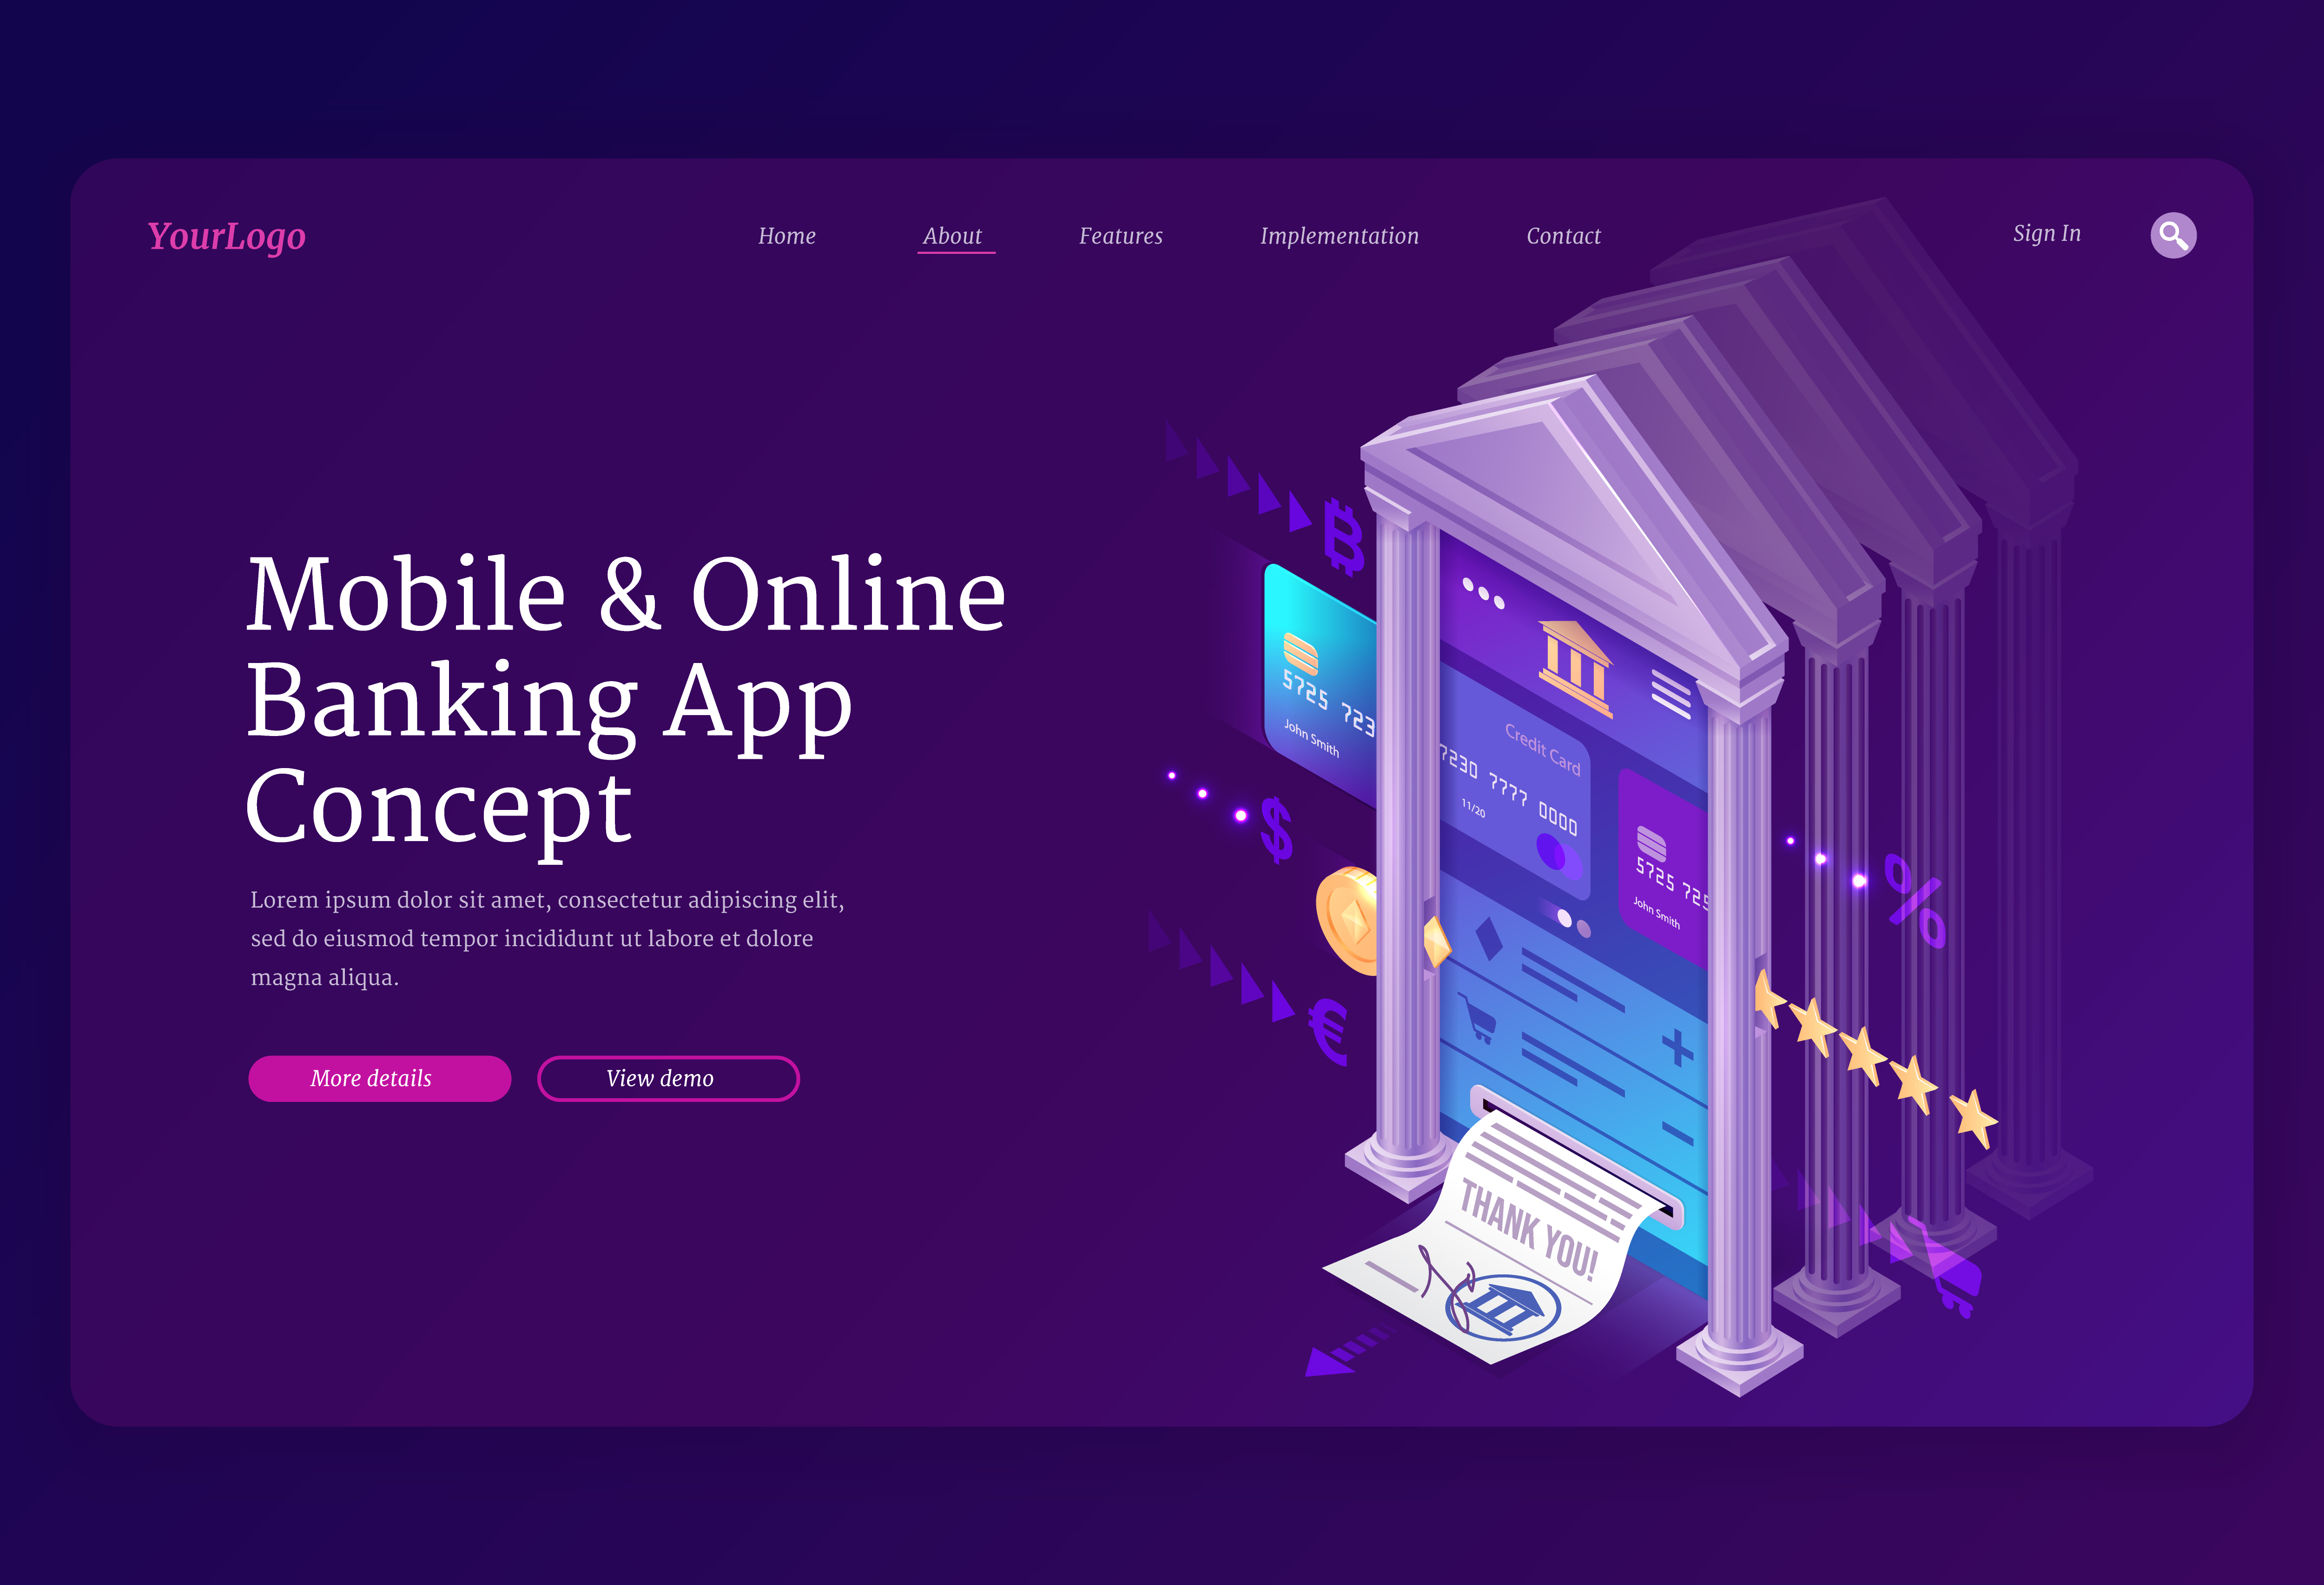 YourLogo
Home
About
Features
Implementation
Contact
Sign In
Mobile & Online
Banking App
Concept
Lorem ipsum dolor sit amet, consectetur adipiscing elit,
sed do eiusmod tempor incididunt ut labore et dolore
magna aliqua.
More details
View demo
₿
5725 723
John Smith
Credit Card
7230 7777 0000
11/20
5725 725
John Smith
$
%
€
THANK YOU!